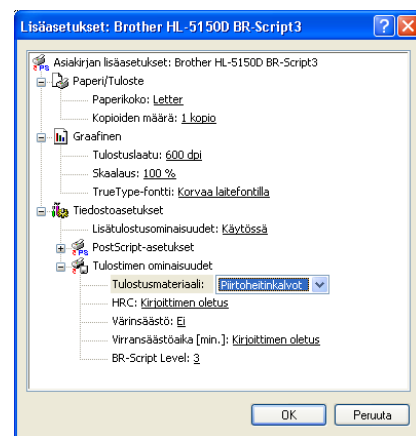 Lisäasetukset: Brother HL-5150D BR-Script3
Asiakirjan lisäasetukset: Brother HL-5150D BR-Script3
Paperi/Tuloste
Paperikoko: Letter
Kopioiden määrä: 1 kopio
Graafinen
Tulostuslaatu: 600 dpi
Skaalaus: 100 %
TrueType-fontti: Korvaa laitefontilla
Tiedostoasetukset
Lisätulostusominaisuudet: Käytössä
PostScript-asetukset
Tulostimen ominaisuudet
Tulostusmateriaali: Piirtoheitinkalvot
HRC: Kirjoittimen oletus
Värinsäästö: Ei
Virransäästöaika [min.]: Kirjoittimen oletus
BR-Script Level: 3
OK Peruuta